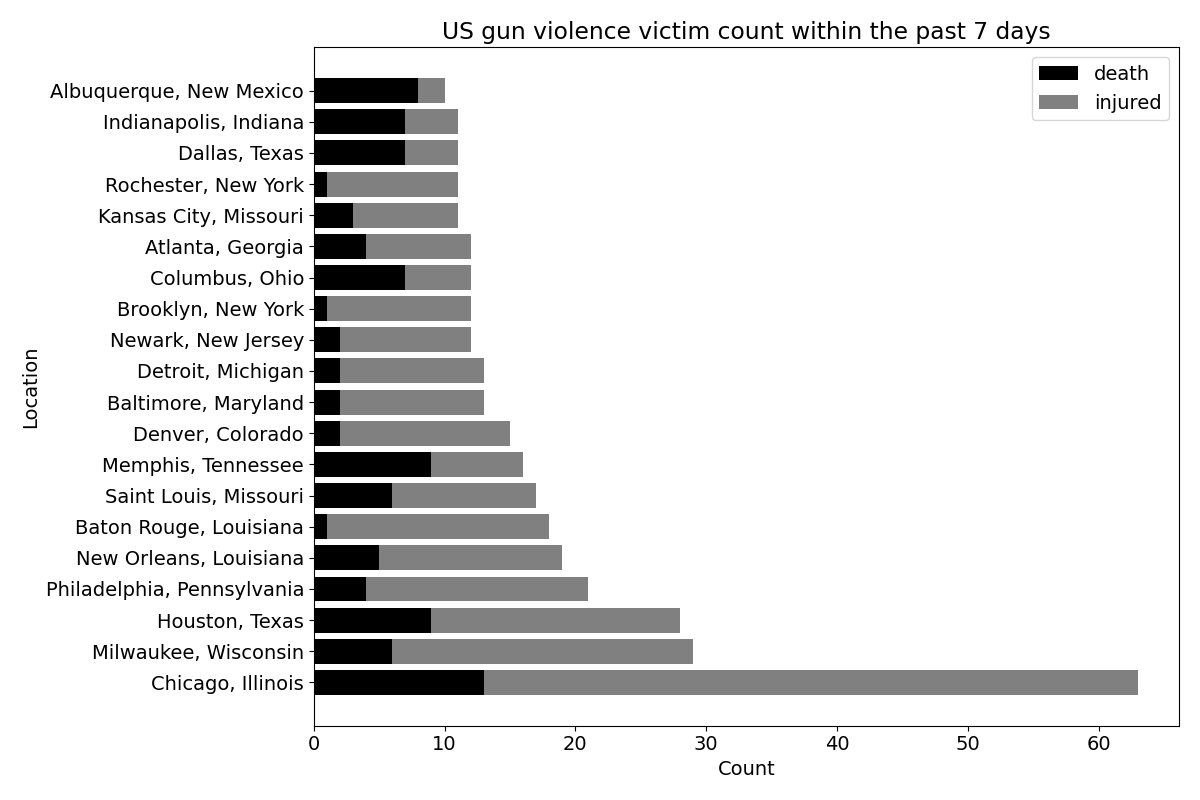 US gun violence victim count within the past 7 days
death
injured
Albuquerque, New Mexico
Indianapolis, Indiana
Dallas, Texas
Rochester, New York
Kansas City, Missouri
Atlanta, Georgia
Columbus, Ohio
Brooklyn, New York
Newark, New Jersey
Detroit, Michigan
Baltimore, Maryland
Denver, Colorado
Memphis, Tennessee
Saint Louis, Missouri
Baton Rouge, Louisiana
New Orleans, Louisiana
Philadelphia, Pennsylvania
Houston, Texas
Milwaukee, Wisconsin
Chicago, Illinois
Location
0 10 20 30 40 50 60
Count